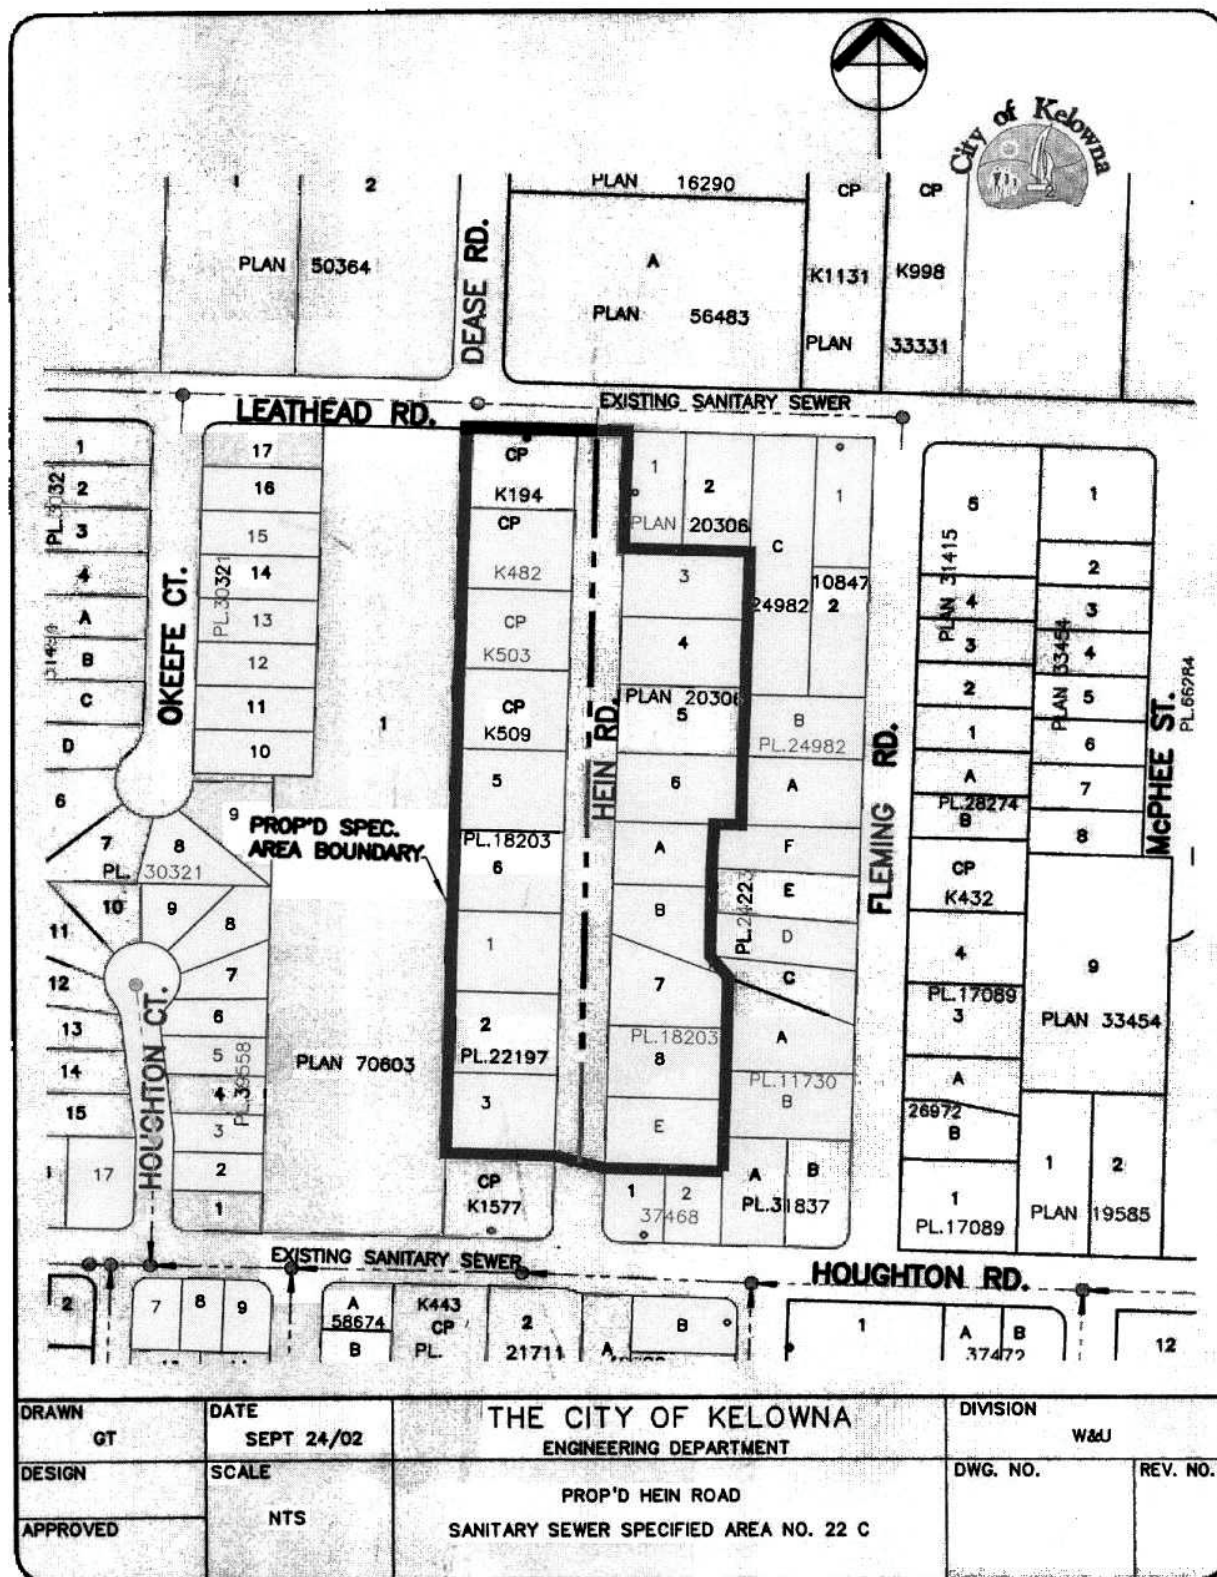 City of Kelowna
1
2
PLAN 50364
DEASE RD.
PLAN 16290
A
PLAN 56483
CP
CP
K1131
K998
PLAN 33331
LEATHEAD RD.
EXISTING SANITARY SEWER
1
2
3
4
A
B
C
D
6
OKEEFE CT.
17
16
15
14
13
12
11
10
9
PL.30321
7
8
PL. 30321
PROP'D SPEC.
AREA BOUNDARY
1
PLAN 70603
CP
K194
CP
K482
CP
K503
CP
K509
5
PL.18203
6
1
2
PL.22197
3
CP
K1577
HEIN RD.
1
2
PLAN 20306
3
4
PLAN 20306
5
6
A
B
7
PL.18203
8
E
1
2
37468
C
24982
1
10847
2
B
PL.24982
A
F
E
D
C
PL.24223
A
PL.11730
B
A
B
PL.31837
FLEMING RD.
5
PLAN 31415
4
3
2
1
A
PL.28274
B
CP
K432
4
PL.17089
3
A
26972
B
1
PL.17089
1
2
3
4
5
6
7
8
PLAN 33454
9
PLAN 33454
1
2
PLAN 19585
McPHEE ST.
PL.66284
11
10
9
8
12
7
13
6
14
5
15
4
3
17
2
1
PL.39558
HOUGHTON CT.
EXISTING SANITARY SEWER
HOUGHTON RD.
2
7
8
9
A
58674
B
K443
CP
PL.
2
21711
A
B
1
A
B
37472
12
DRAWN
GT
DATE
SEPT 24/02
THE CITY OF KELOWNA
ENGINEERING DEPARTMENT
DIVISION
W&U
DESIGN
SCALE
NTS
PROP'D HEIN ROAD
SANITARY SEWER SPECIFIED AREA NO. 22 C
DWG. NO.
REV. NO.
APPROVED